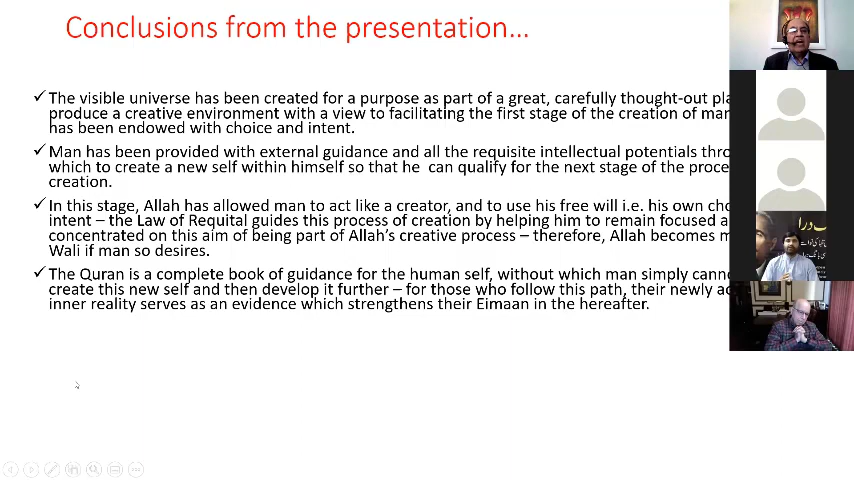 Conclusions from the presentation...
The visible universe has been created for a purpose as part of a great, carefully thought-out
produce a creative environment with a view to facilitating the first stage of the creation of
has been endowed with choice and intent.
Man has been provided with external guidance and all the requisite intellectual potentials
which to create a new self within himself so that he can qualify for the next stage of the
creation.
In this stage, Allah has allowed man to act like a creator, and to use his free will i.e. his own
intent – the Law of Requital guides this process of creation by helping him to remain focused
concentrated on this aim of being part of Allah's creative process – therefore, Allah becomes
Wali if man so desires.
The Quran is a complete book of guidance for the human self, without which man simply
create this new self and then develop it further – for those who follow this path, their newly
inner reality serves as an evidence which strengthens their Eimaan in the hereafter.